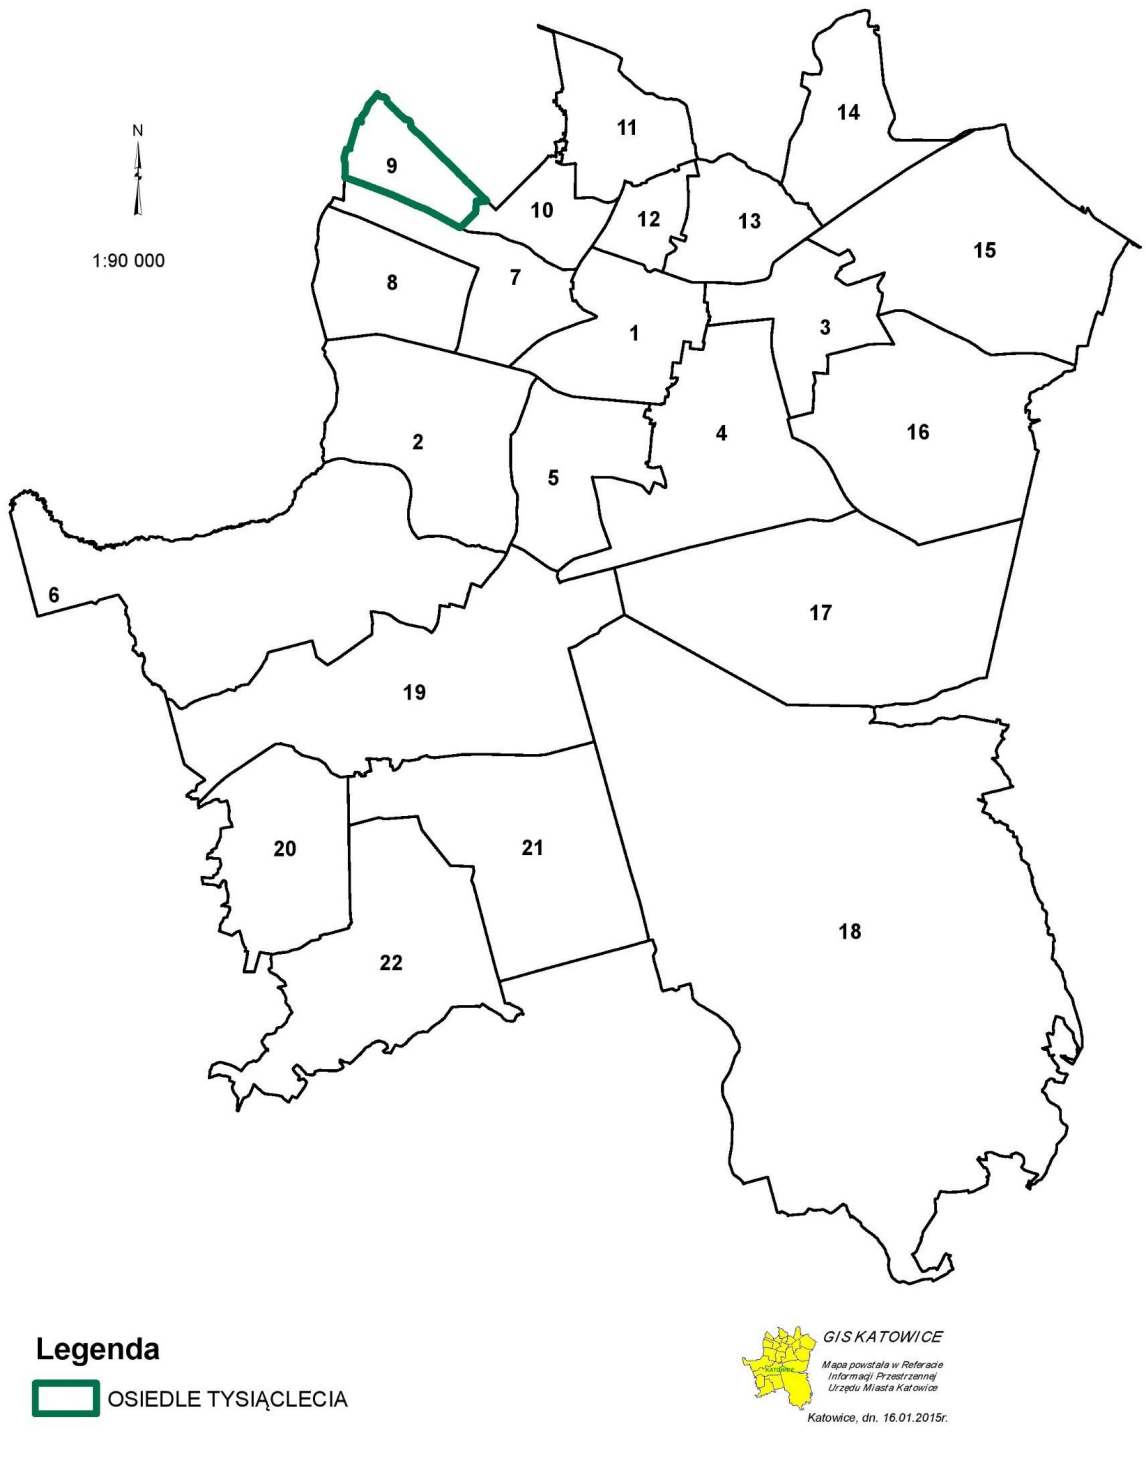 N
1:90 000
14
11
9
10
12
13
15
7
8
1
3
2
4
16
5
6
17
19
20
21
18
22
Legenda
OSIEDLE TYSIĄCLECIA
KATOWICE
GIS KATOWICE
Mapa powstała w Referacie
Informacji Przestrzennej
Urzędu Miasta Katowice
Katowice, dn. 16.01.2015r.